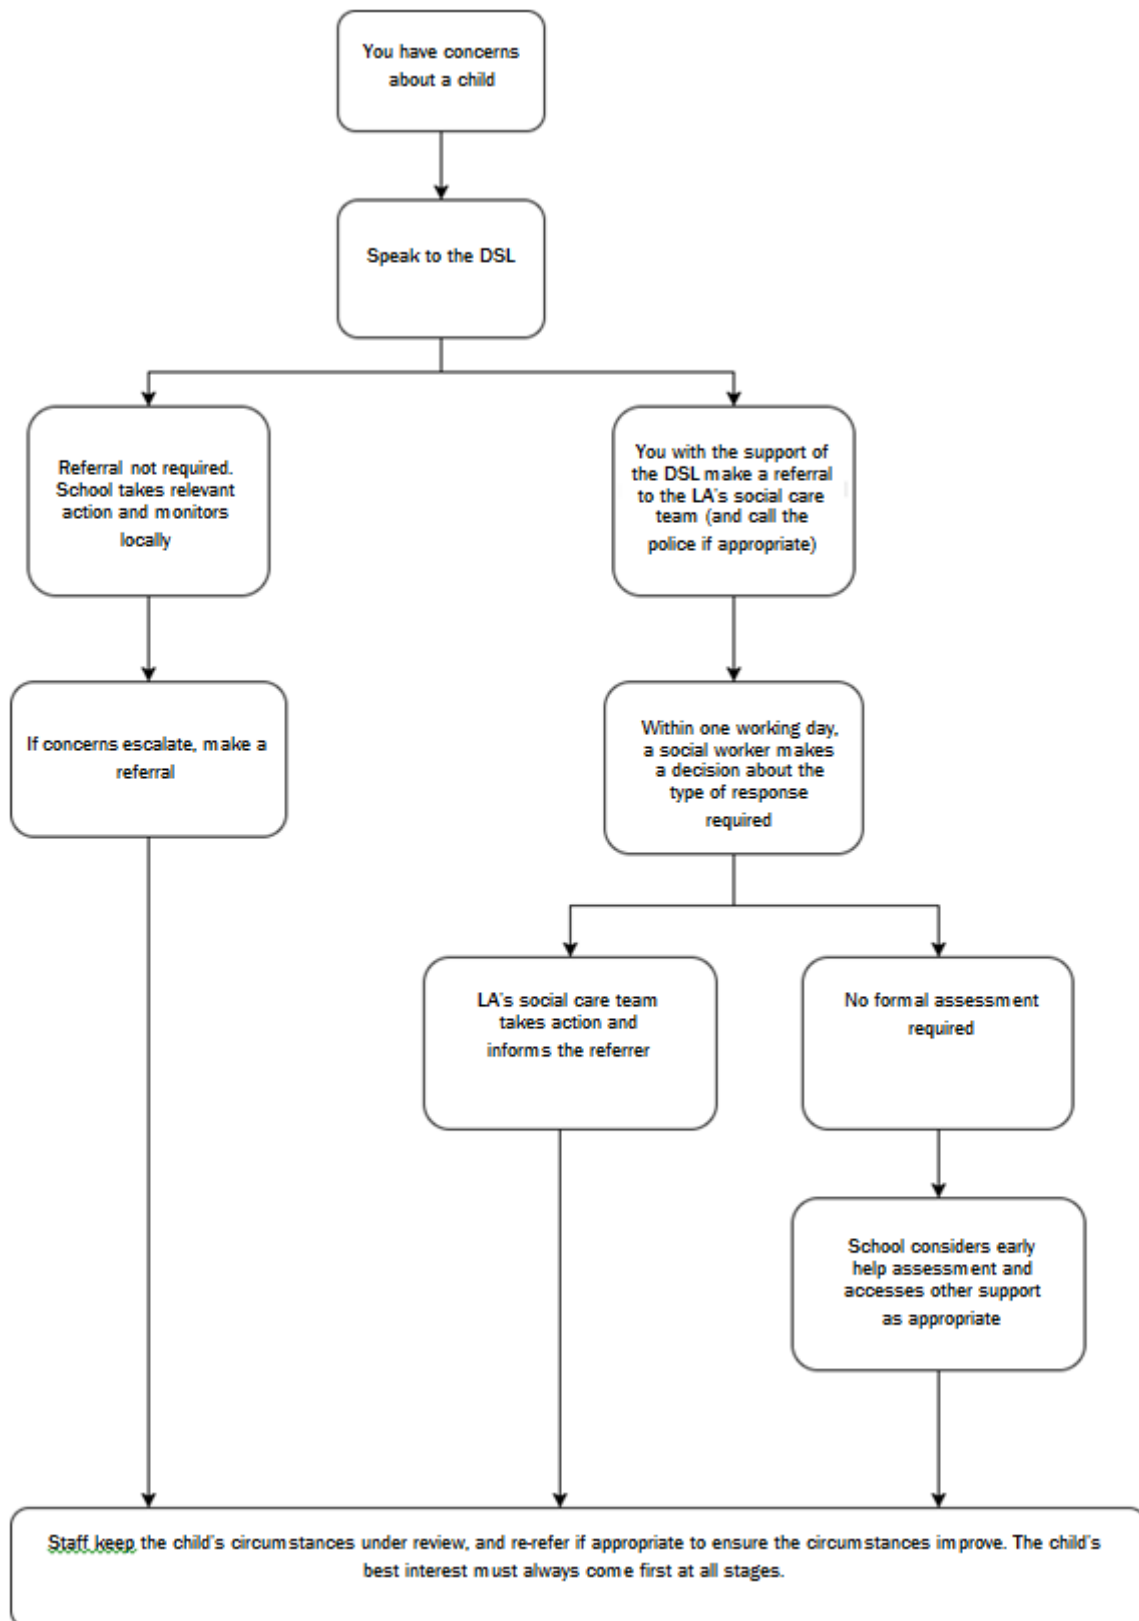 You have concerns
about a child
Speak to the DSL
Referral not required.
School takes relevant
action and monitors
locally
You with the support of
the DSL make a referral
to the LA's social care
team (and call the
police if appropriate)
If concerns escalate, make a
referral
Within one working day,
a social worker makes
a decision about the
type of response
required
LA's social care team
takes action and
informs the referrer
No formal assessment
required
School considers early
help assessment and
accesses other support
as appropriate
Staff keep the child's circumstances under review, and re-refer if appropriate to ensure the circumstances improve. The child's
best interest must always come first at all stages.